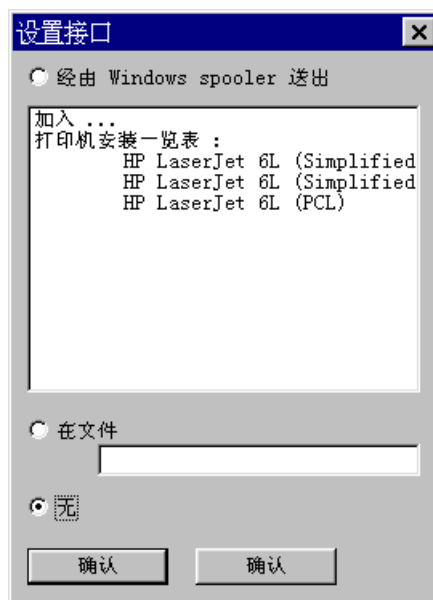 设置接口
经由 Windows spooler 送出
加入 ...
打印机安装一览表 :
HP LaserJet 6L (Simplified
HP LaserJet 6L (Simplified
HP LaserJet 6L (PCL)
在文件
无
确认 确认